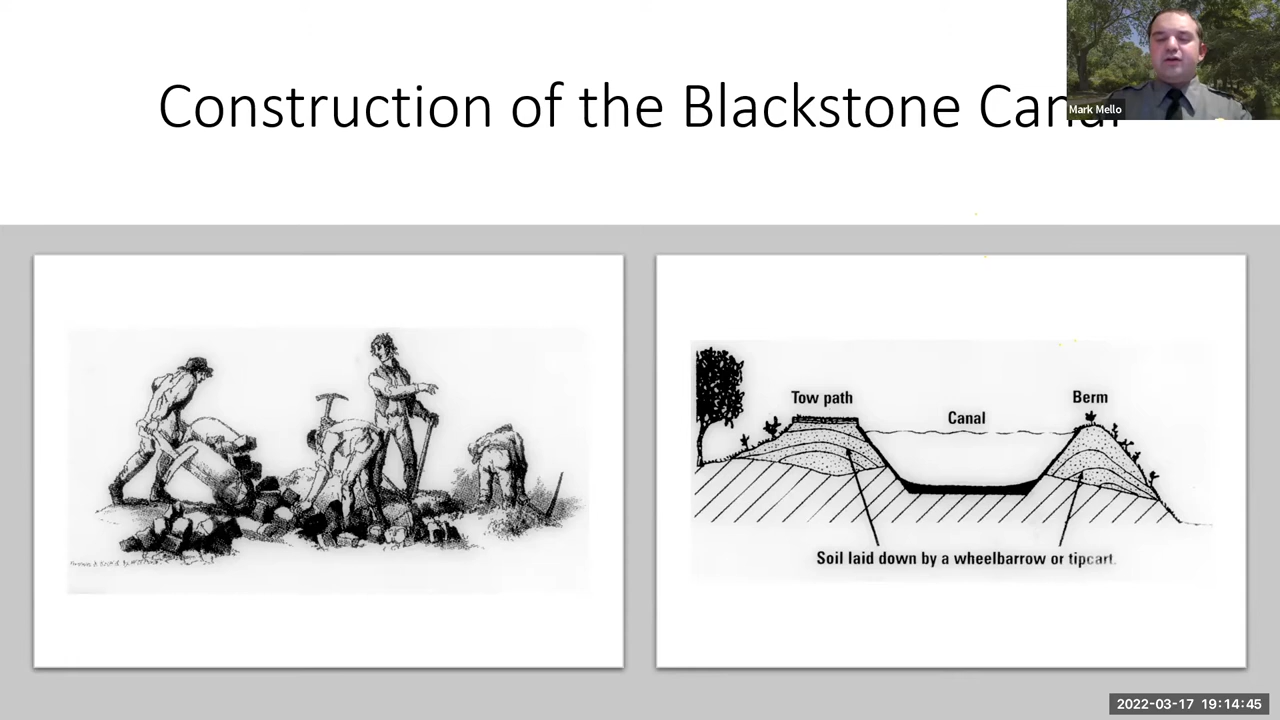 Construction of the Blackstone Canal
Mark Mello
Tow path
Canal
Berm
Soil laid down by a wheelbarrow or tipcart.
2022-03-17 19:14:45